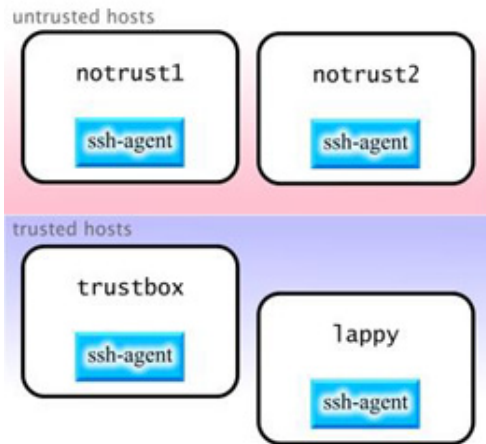 untrusted hosts
notrust1
notrust2
ssh-agent
ssh-agent
trusted hosts
trustbox
ssh-agent
lappy
ssh-agent